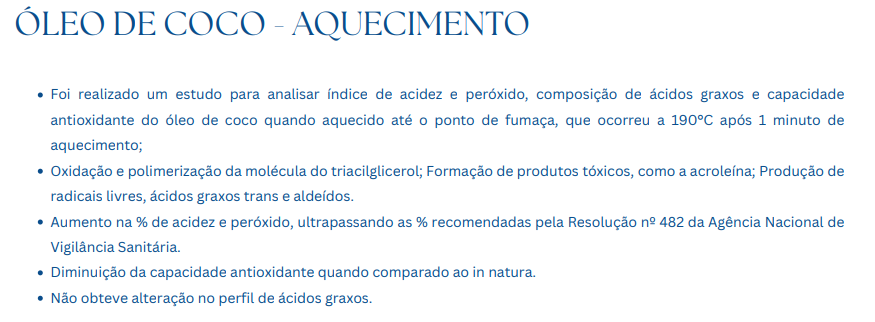 ÓLEO DE COCO - AQUECIMENTO
• Foi realizado um estudo para analisar índice de acidez e peróxido, composição de ácidos graxos e capacidade
antioxidante do óleo de coco quando aquecido até o ponto de fumaça, que ocorreu a 190°C após 1 minuto de
aquecimento;
• Oxidação e polimerização da molécula do triacilglicerol; Formação de produtos tóxicos, como a acroleína; Produção de
radicais livres, ácidos graxos trans e aldeídos.
• Aumento na % de acidez e peróxido, ultrapassando as % recomendadas pela Resolução nº 482 da Agência Nacional de
Vigilância Sanitária.
• Diminuição da capacidade antioxidante quando comparado ao in natura.
• Não obteve alteração no perfil de ácidos graxos.